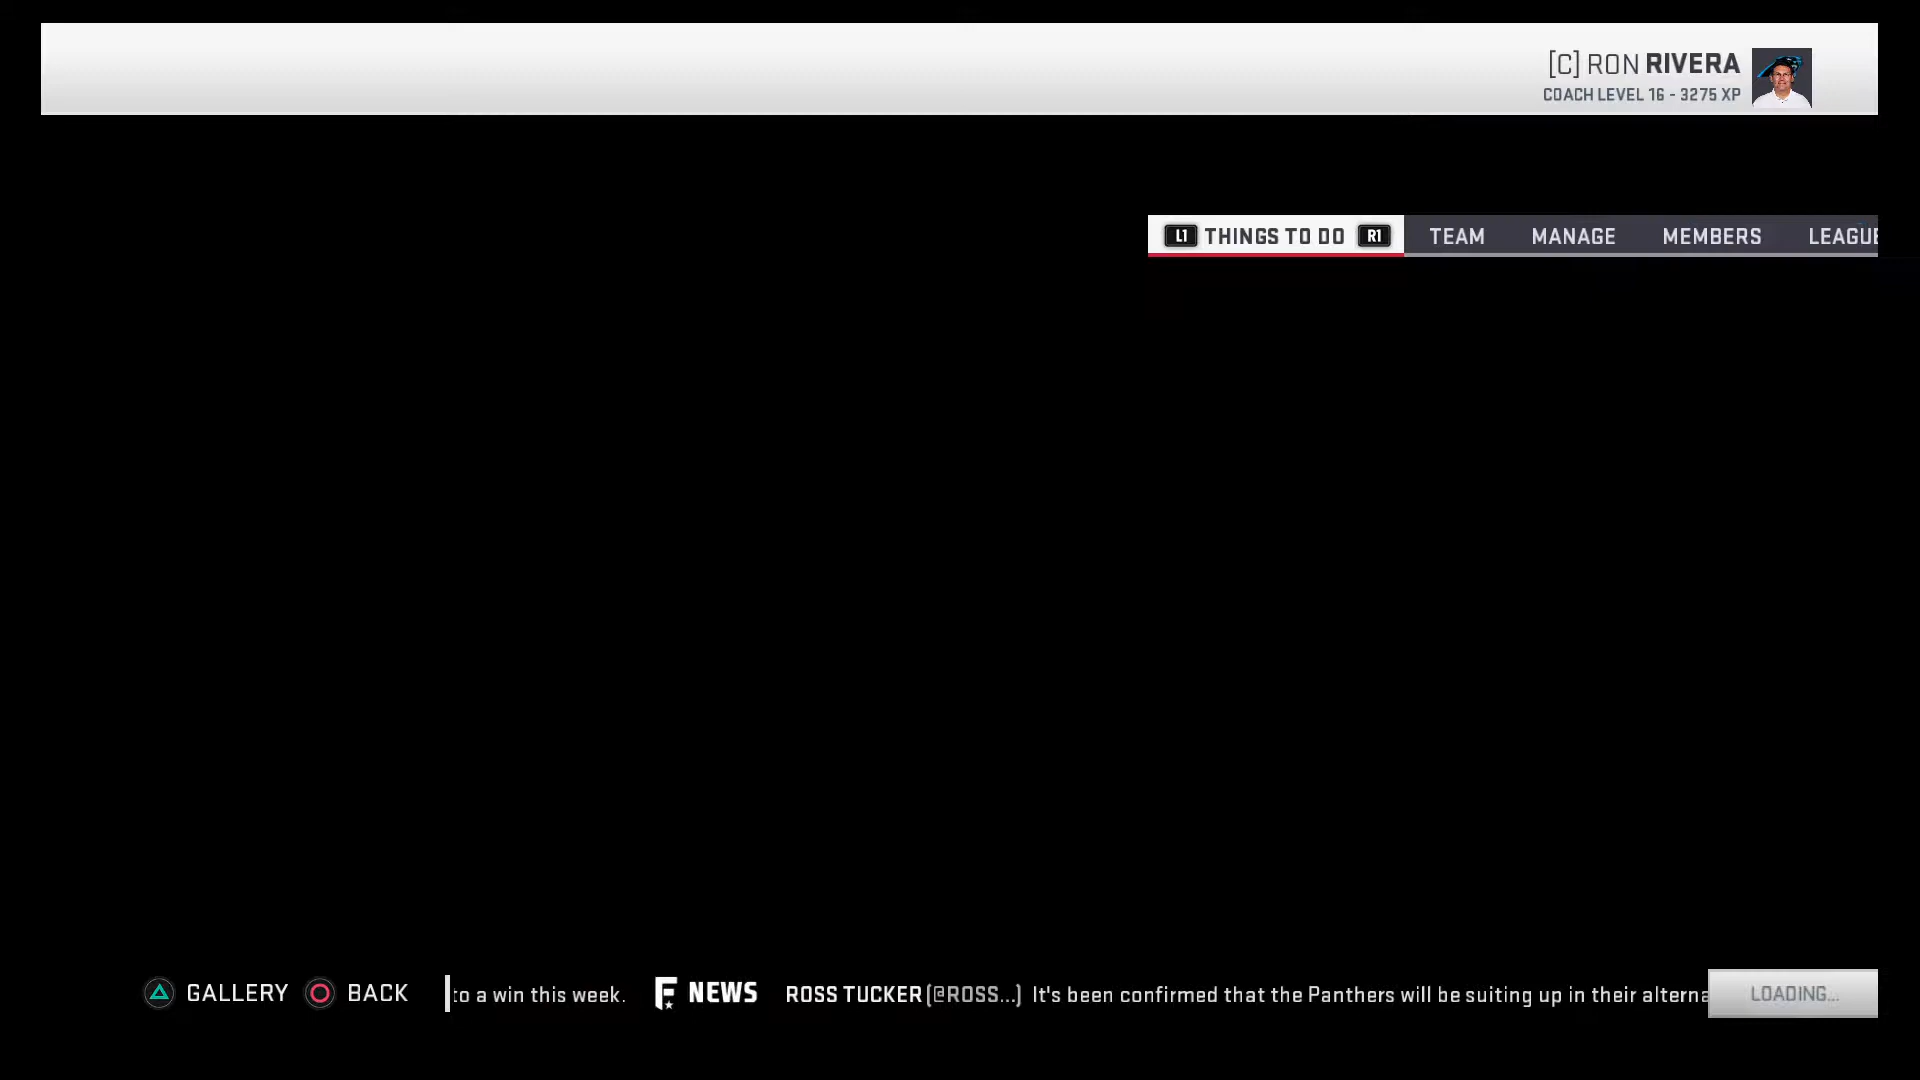 [C] RON RIVERA
COACH LEVEL 16 - 3275 XP
L1 THINGS TO DO R1 TEAM MANAGE MEMBERS LEAGUE
GALLERY BACK to a win this week. F NEWS ROSS TUCKER (@ROSS...) It's been confirmed that the Panthers will be suiting up in their alterna LOADING...